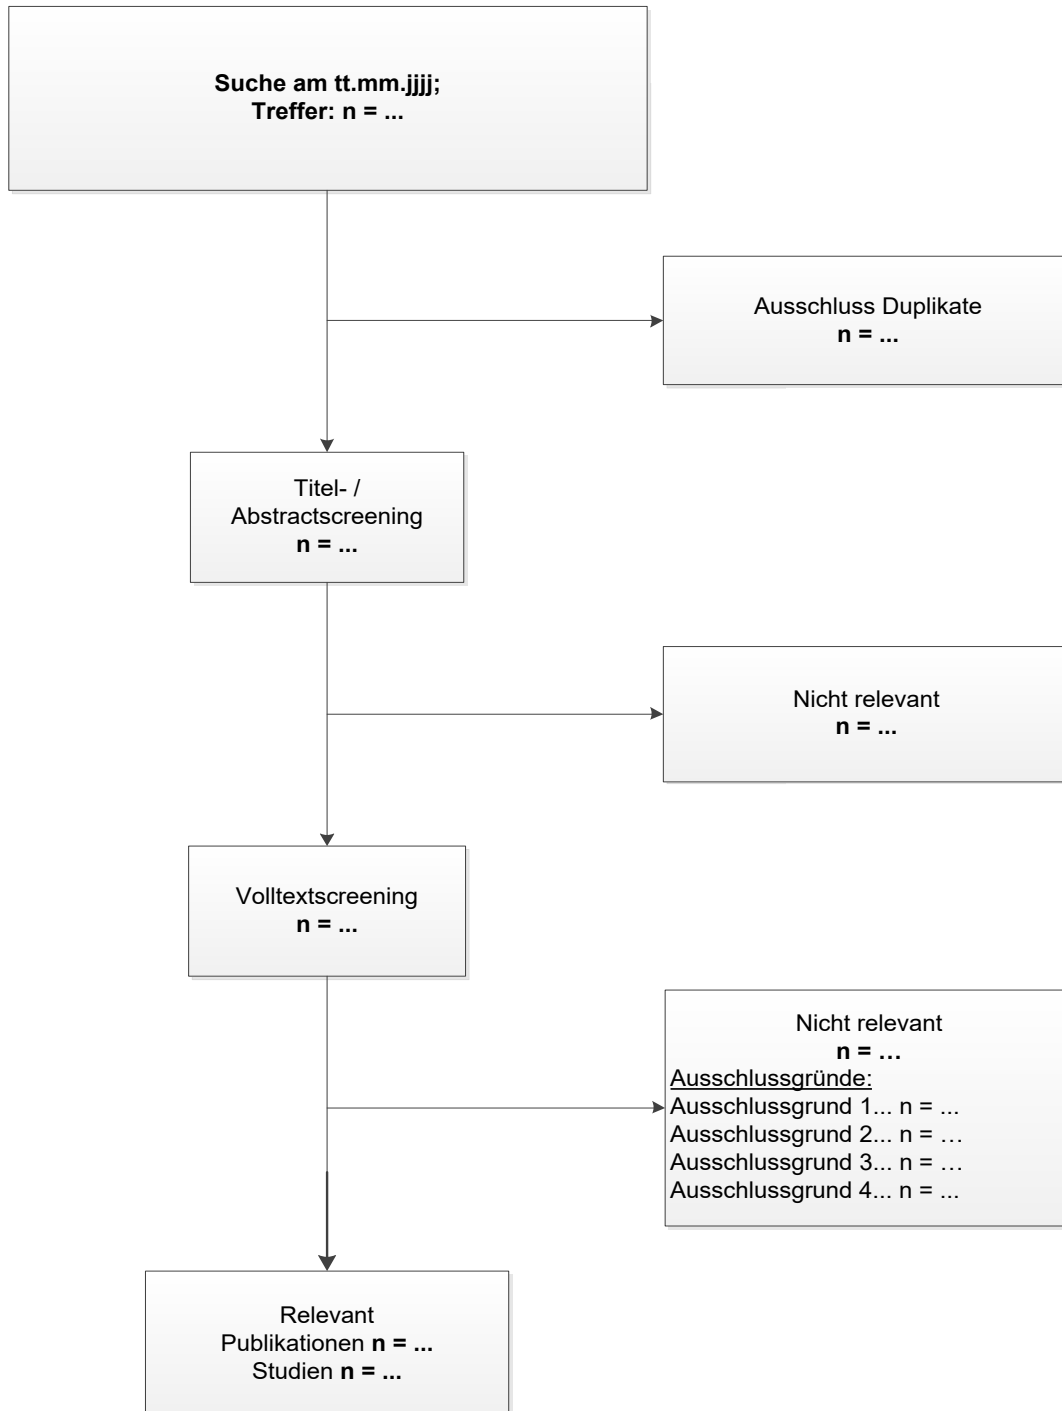 Suche am tt.mm.jjjj;
Treffer: n = ...
Ausschluss Duplikate
n = ...
Titel- /
Abstractscreening
n = ...
Nicht relevant
n = ...
Volltextscreening
n = ...
Nicht relevant
n = ...
Ausschlussgründe:
Ausschlussgrund 1... n = ...
Ausschlussgrund 2... n = ...
Ausschlussgrund 3... n = ...
Ausschlussgrund 4... n = ...
Relevant
Publikationen n = ...
Studien n = ...